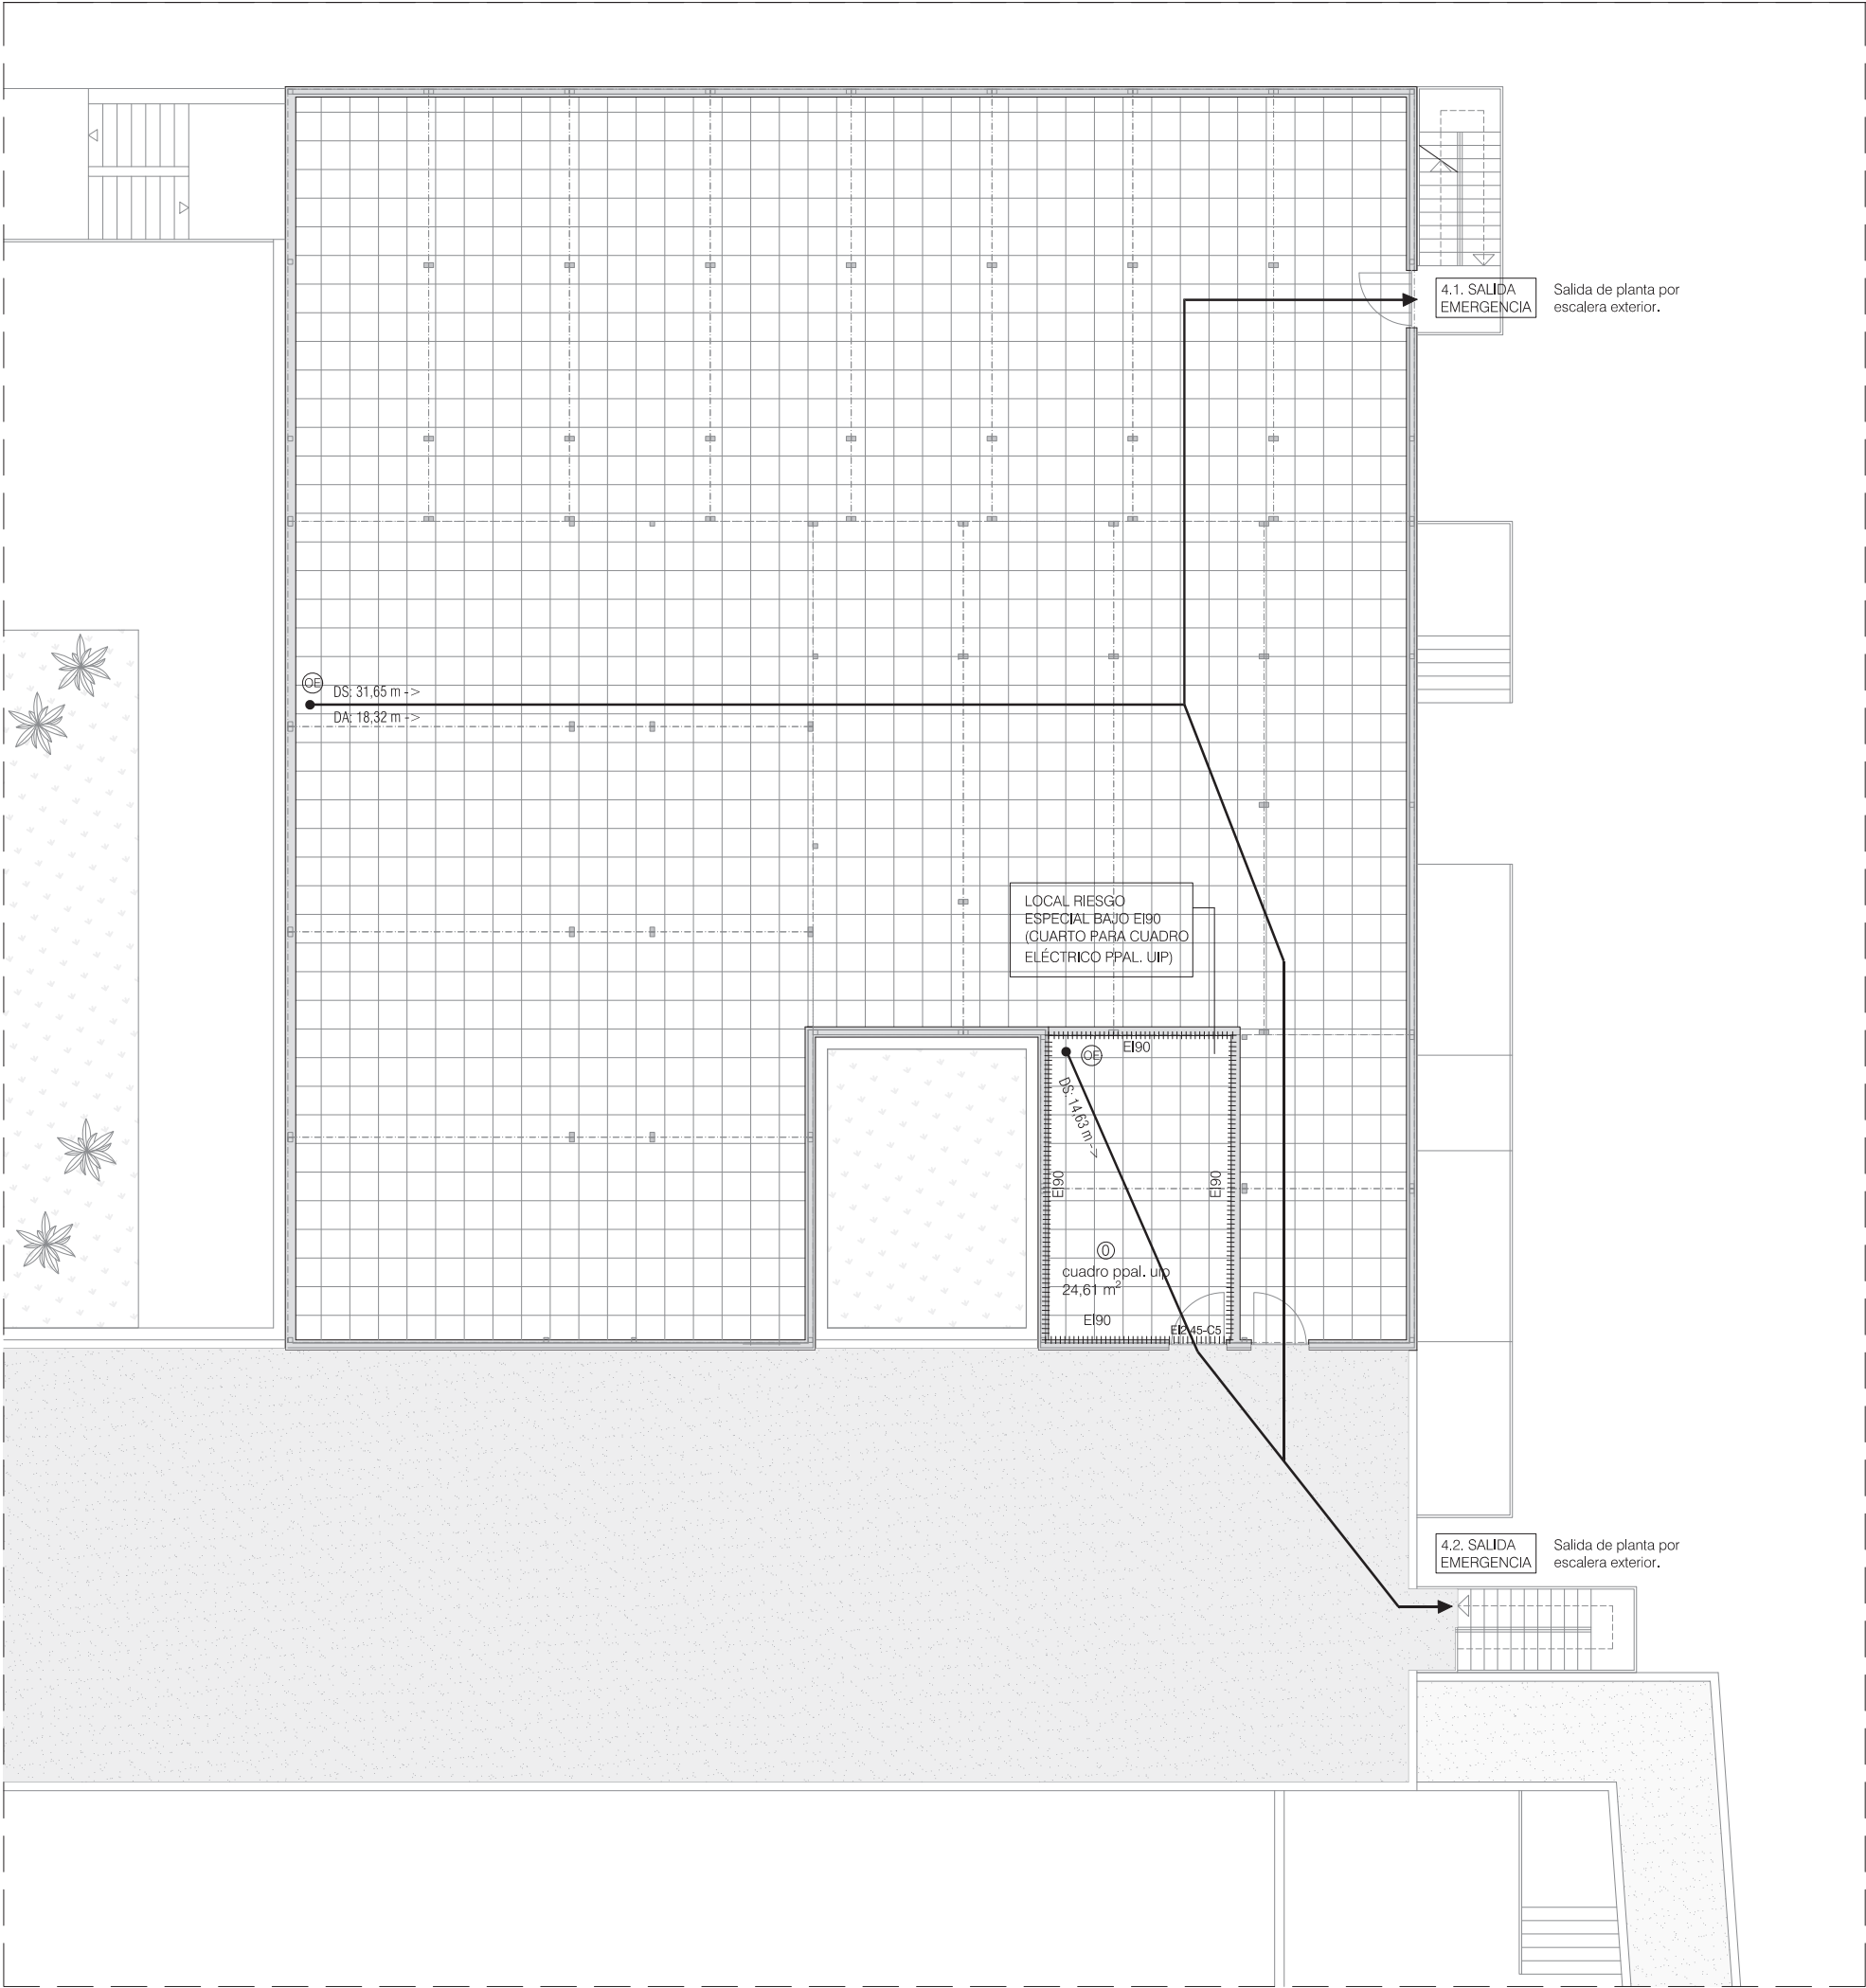 4.1. SALIDA
EMERGENCIA
Salida de planta por
escalera exterior.
OE
DS: 31,65 m ->
DA: 18,32 m ->
LOCAL RIESGO
ESPECIAL BAJO EI90
(CUARTO PARA CUADRO
ELÉCTRICO PPAL. UIP)
OE
EI90
DS: 14,63 m ->
EI90
EI90
0
cuadro ppal. uip
24,61 m²
EI90
EI2 45-C5
4.2. SALIDA
EMERGENCIA
Salida de planta por
escalera exterior.